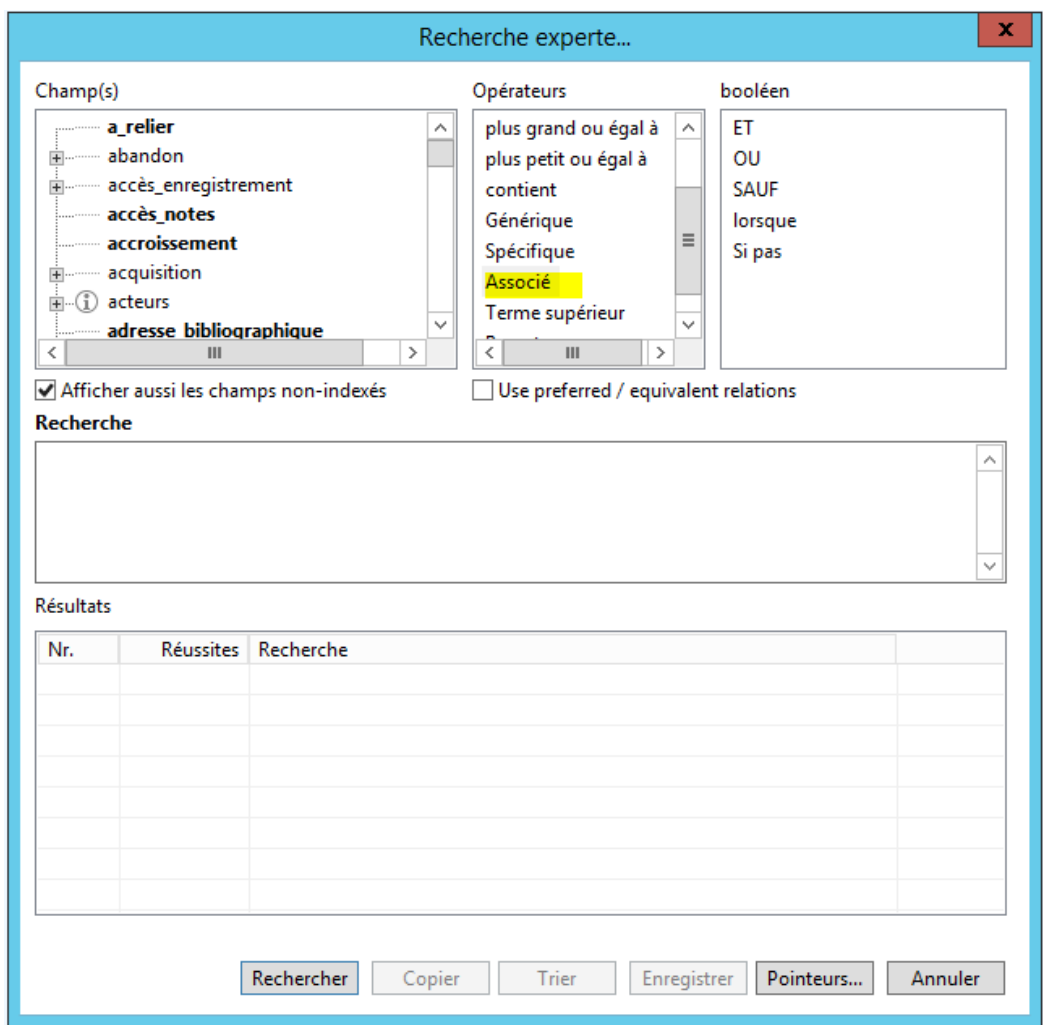 Recherche experte...
x
Champ(s)
a_relier
abandon
accès_enregistrement
accès_notes
accroissement
acquisition
acteurs
adresse_bibliographique
Afficher aussi les champs non-indexés
Opérateurs
plus grand ou égal à
plus petit ou égal à
contient
Générique
Spécifique
Associé
Terme supérieur
Use preferred / equivalent relations
booléen
ET
OU
SAUF
lorsque
Si pas
Recherche
Résultats
Nr. Réussites Recherche
Rechercher Copier Trier Enregistrer Pointeurs... Annuler